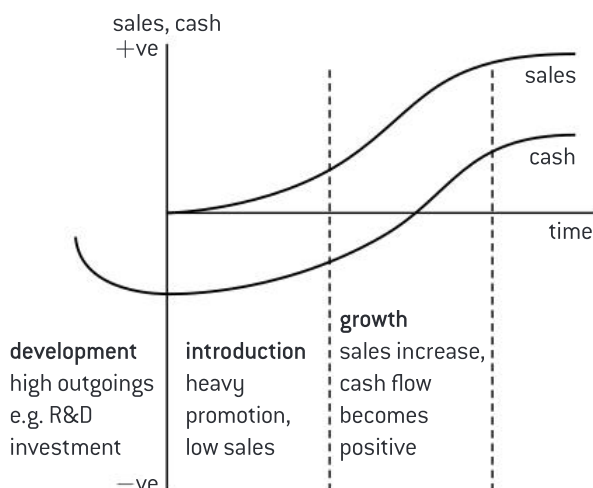 sales, cash
+ve
sales
cash
time
development
high outgoings
e.g. R&D
investment
introduction
heavy
promotion,
low sales
growth
sales increase,
cash flow
becomes
positive
−ve